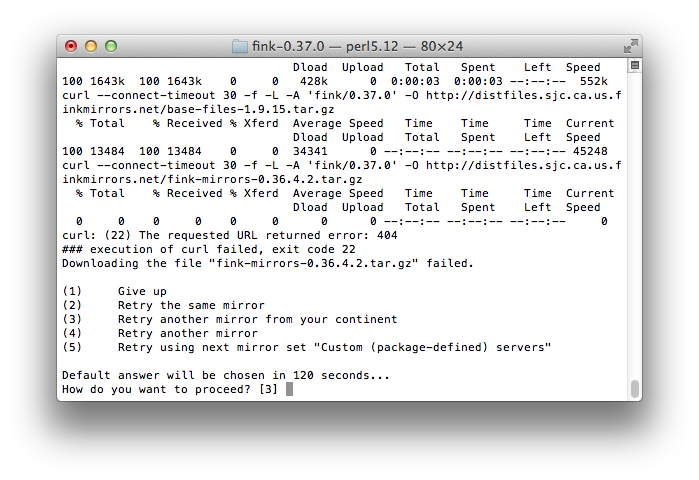 fink-0.37.0 — perl5.12 — 80×24
Dload  Upload   Total   Spent    Left  Speed
100 1643k  100 1643k    0     0   428k      0  0:00:03  0:00:03 --:--:--  552k
curl --connect-timeout 30 -f -L -A 'fink/0.37.0' -O http://distfiles.sjc.ca.us.f
inkmirrors.net/base-files-1.9.15.tar.gz
  % Total    % Received % Xferd  Average Speed   Time    Time     Time  Current
                                 Dload  Upload   Total   Spent    Left  Speed
100 13484  100 13484    0     0  34341      0 --:--:-- --:--:-- --:--:-- 45248
curl --connect-timeout 30 -f -L -A 'fink/0.37.0' -O http://distfiles.sjc.ca.us.f
inkmirrors.net/fink-mirrors-0.36.4.2.tar.gz
  % Total    % Received % Xferd  Average Speed   Time    Time     Time  Current
                                 Dload  Upload   Total   Spent    Left  Speed
  0     0    0     0    0     0      0      0 --:--:-- --:--:-- --:--:--     0
curl: (22) The requested URL returned error: 404
### execution of curl failed, exit code 22
Downloading the file "fink-mirrors-0.36.4.2.tar.gz" failed.
(1)     Give up
(2)     Retry the same mirror
(3)     Retry another mirror from your continent
(4)     Retry another mirror
(5)     Retry using next mirror set "Custom (package-defined) servers"
Default answer will be chosen in 120 seconds...
How do you want to proceed? [3]